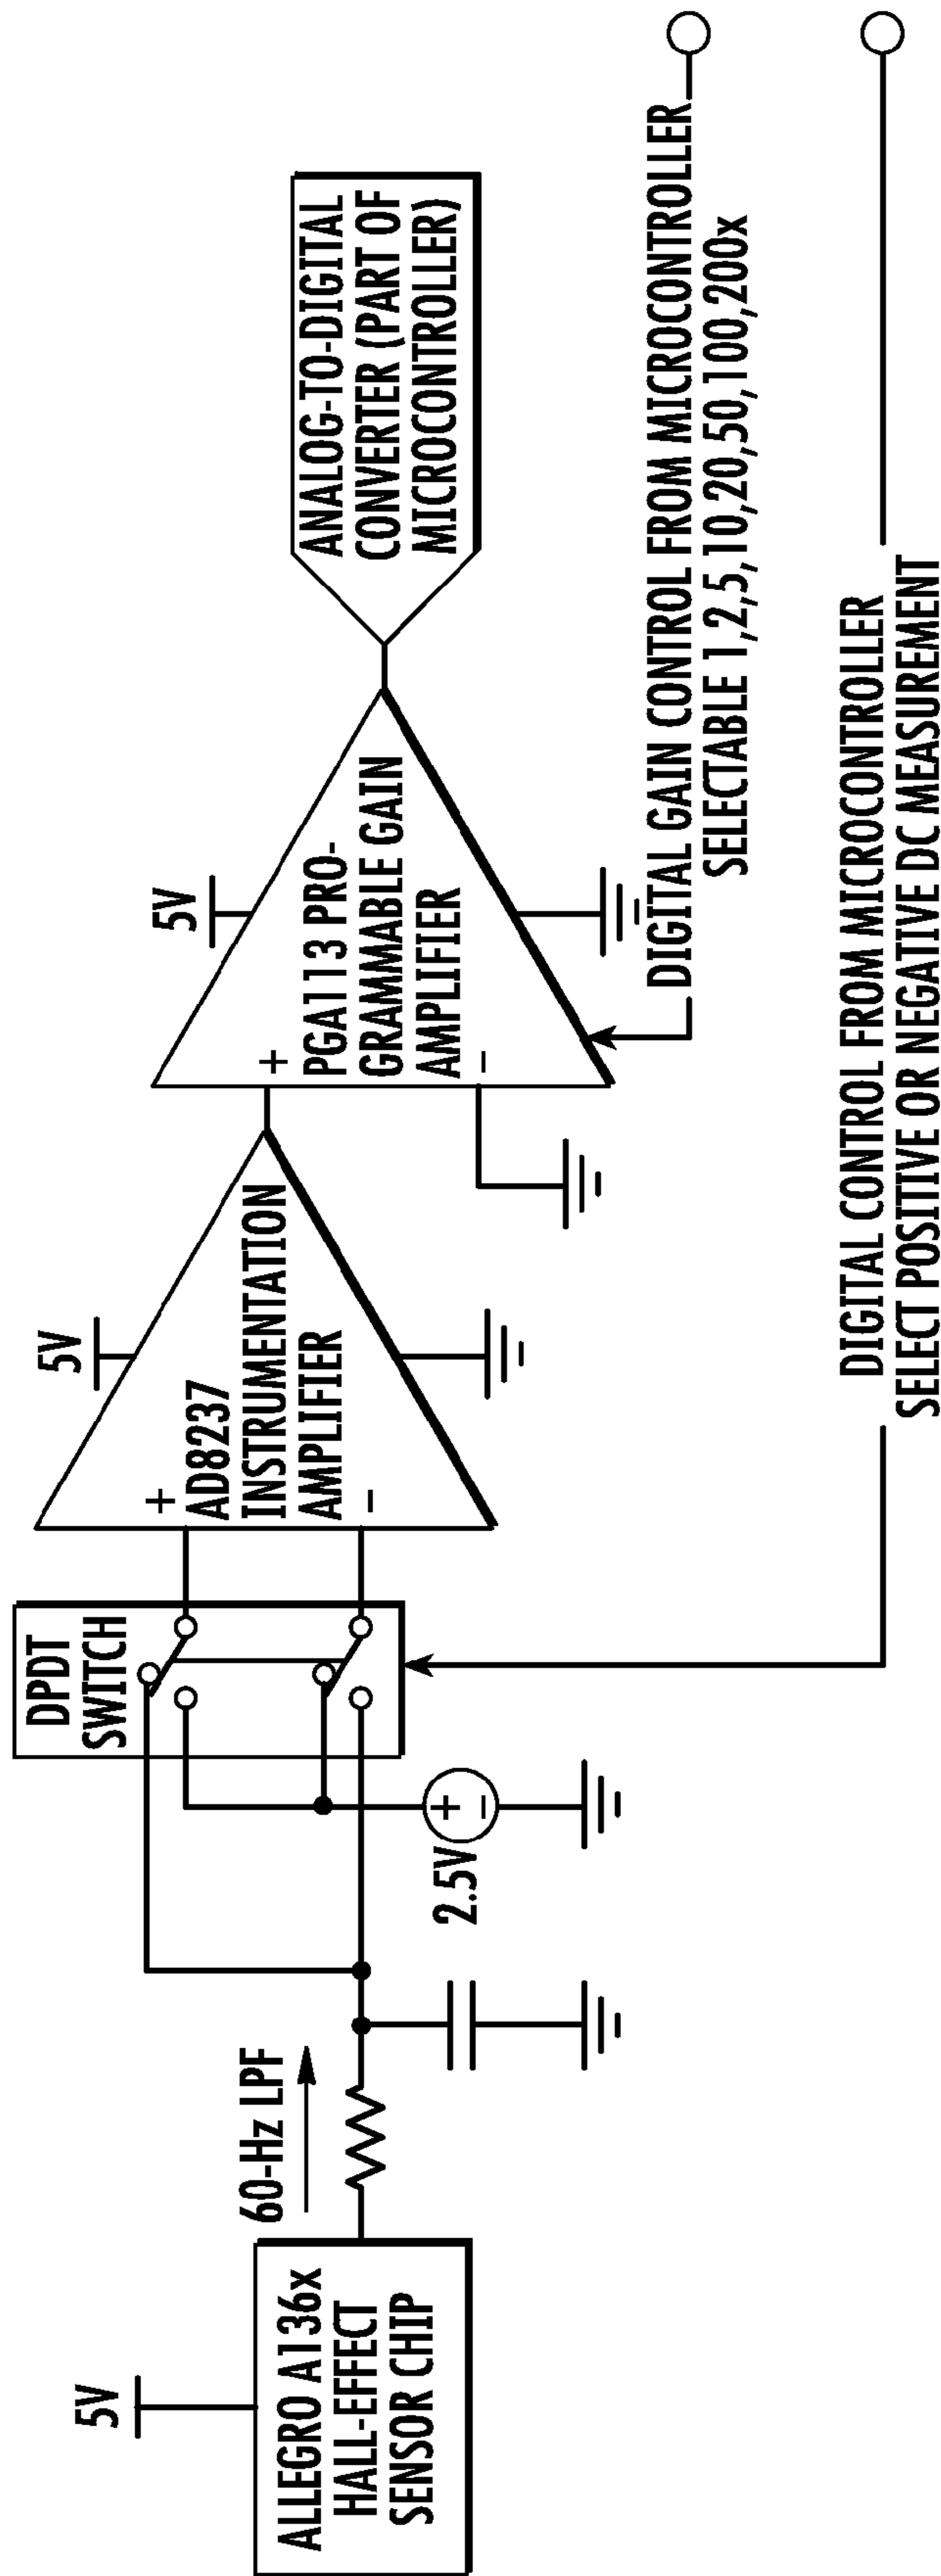 5V
ALLEGRO A136x
HALL-EFFECT
SENSOR CHIP
60-Hz LPF
2.5V
+
−
DPDT
SWITCH
5V
+
AD8237
INSTRUMENTATION
AMPLIFIER
−
5V
+
PGA113 PRO-
GRAMMABLE GAIN
AMPLIFIER
−
ANALOG-TO-DIGITAL
CONVERTER (PART OF
MICROCONTROLLER)
DIGITAL GAIN CONTROL FROM MICROCONTROLLER
SELECTABLE 1,2,5,10,20,50,100,200x
DIGITAL CONTROL FROM MICROCONTROLLER
SELECT POSITIVE OR NEGATIVE DC MEASUREMENT